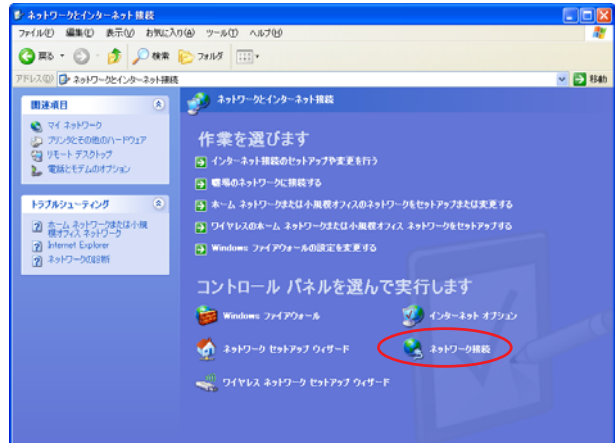 ネットワークとインターネット接続
ファイル(F) 編集(E) 表示(V) お気に入り(A) ツール(T) ヘルプ(H)
戻る 検索 フォルダ
アドレス(D) ネットワークとインターネット接続 移動
関連項目
マイ ネットワーク
プリンタとその他のハードウェア
リモート デスクトップ
電話とモデムのオプション
トラブルシューティング
ホーム ネットワークまたは小規
模オフィス ネットワーク
Internet Explorer
ネットワークの診断
ネットワークとインターネット接続
作業を選びます
インターネット接続のセットアップや変更を行う
職場のネットワークに接続する
ホーム ネットワークまたは小規模オフィスのネットワークをセットアップまたは変更する
ワイヤレスのホーム ネットワークまたは小規模オフィス ネットワークをセットアップする
Windows ファイアウォールの設定を変更する
コントロール パネルを選んで実行します
Windows ファイアウォール
インターネット オプション
ネットワーク セットアップ ウィザード
ネットワーク接続
ワイヤレス ネットワーク セットアップ ウィザード